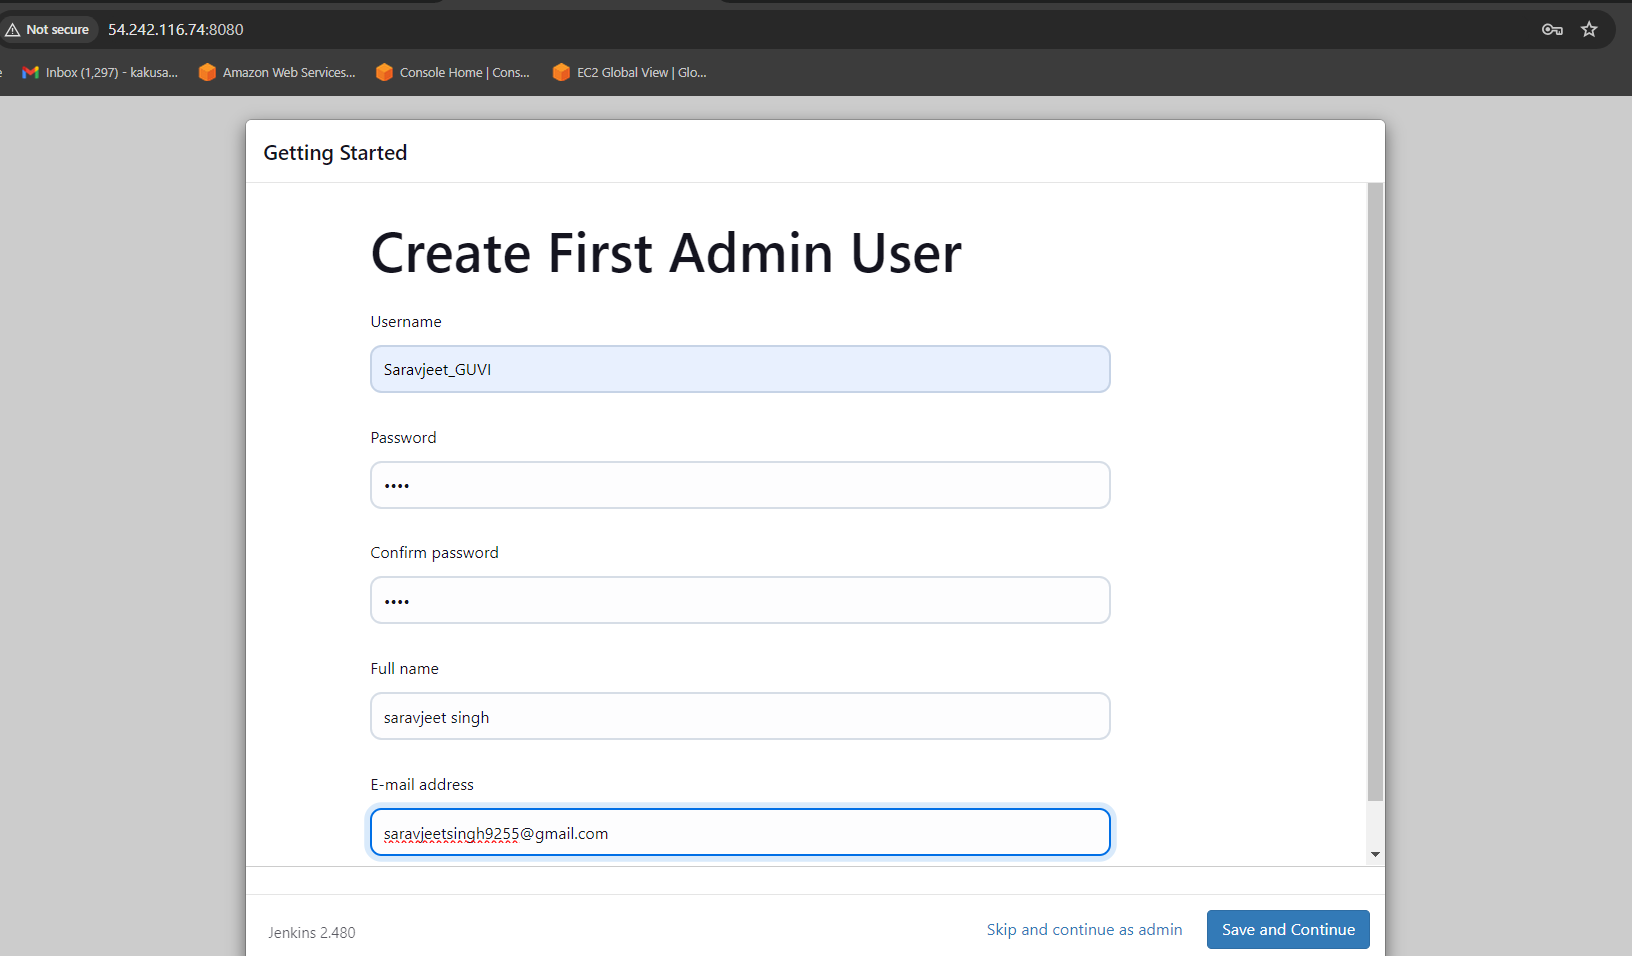 Not secure 54.242.116.74:8080
Inbox (1,297) - kakusa... Amazon Web Services... Console Home | Cons... EC2 Global View | Glo...
Getting Started
Create First Admin User
Username
Saravjeet_GUVI
Password
••••
Confirm password
••••
Full name
saravjeet singh
E-mail address
saravjeetsingh9255@gmail.com
Jenkins 2.480 Skip and continue as admin Save and Continue